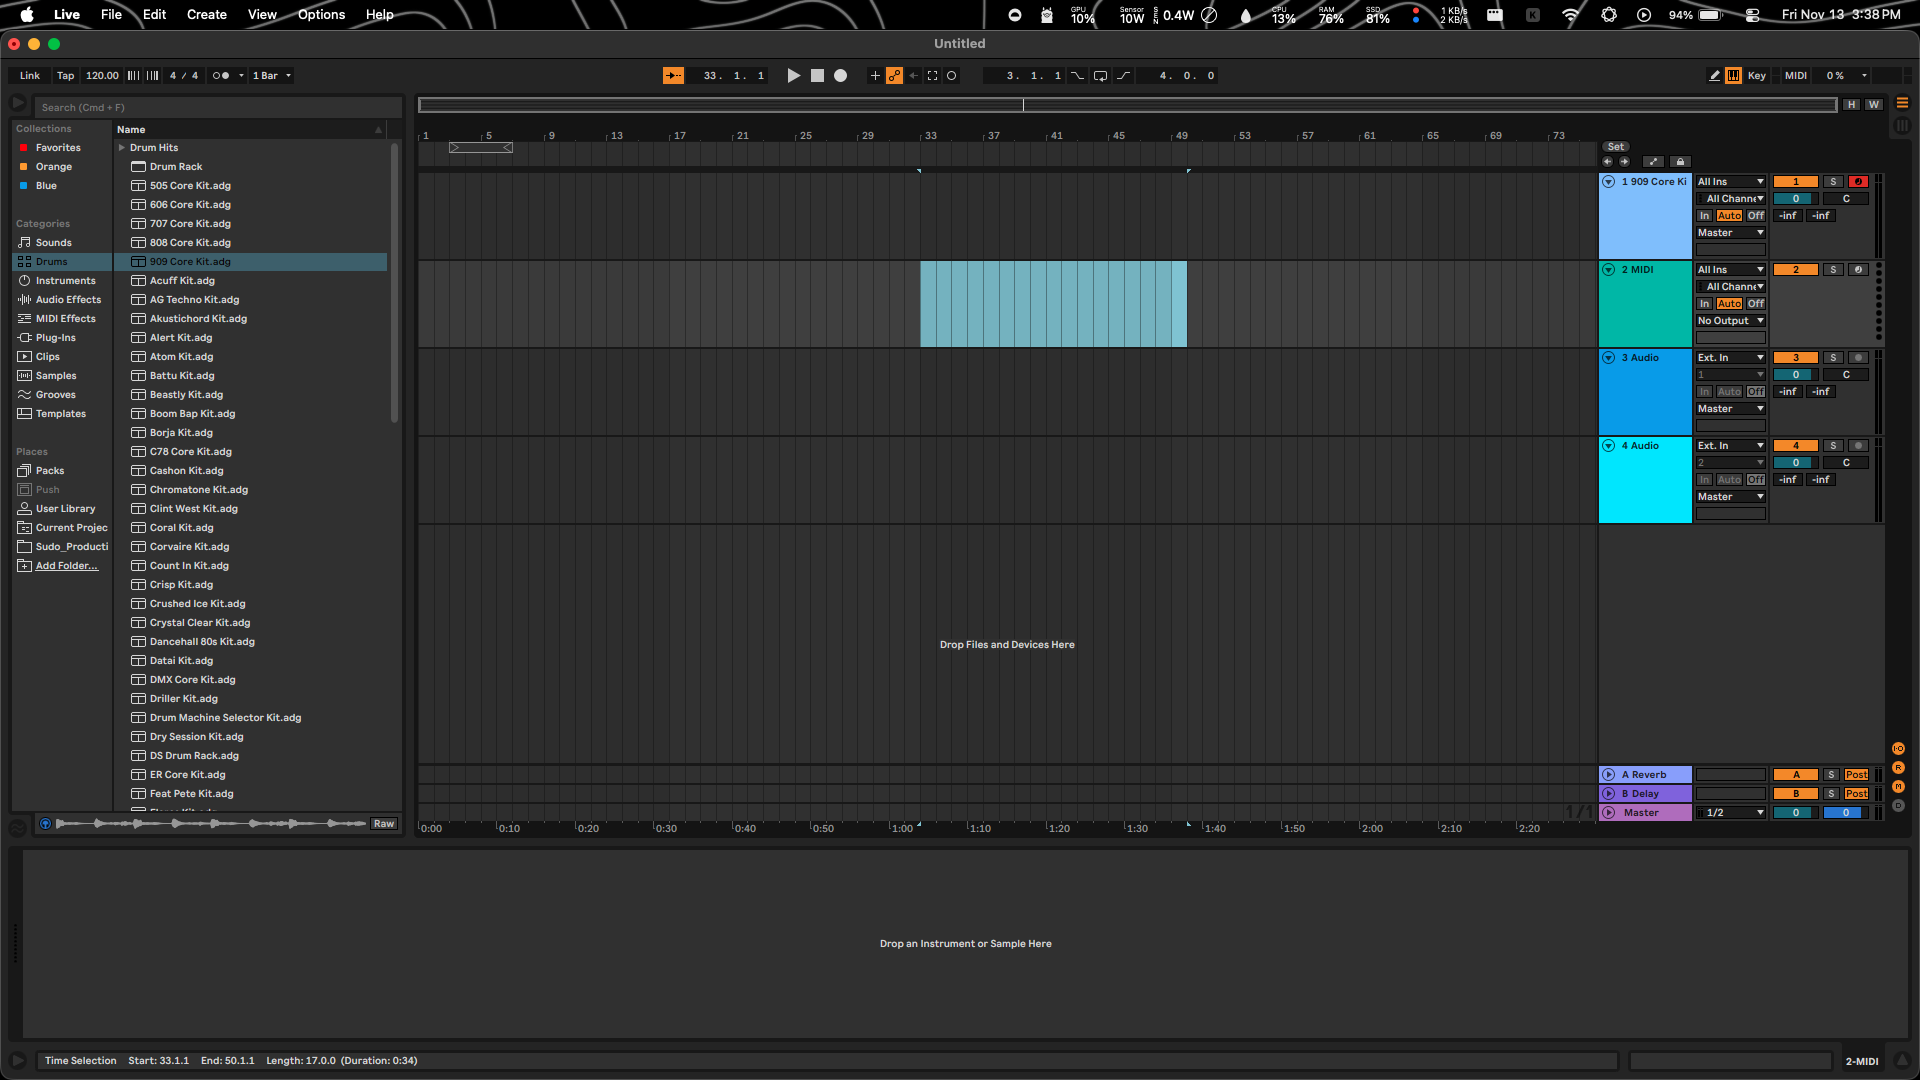 Live File Edit Create View Options Help
GPU 10% Sensor 10W SEN 0.4W CPU 13% RAM 76% SSD 81% 1 KB/s 2 KB/s K 94% Fri Nov 13 3:38 PM
Untitled
Link Tap 120.00 4 / 4 1 Bar 33. 1. 1 3. 1. 1 4. 0. 0 Key MIDI 0 %
Search (Cmd + F)
H W
Collections
Favorites
Orange
Blue
Categories
Sounds
Drums
Instruments
Audio Effects
MIDI Effects
Plug-Ins
Clips
Samples
Grooves
Templates
Places
Packs
Push
User Library
Current Projec
Sudo_Producti
Add Folder...
Name
Drum Hits
Drum Rack
505 Core Kit.adg
606 Core Kit.adg
707 Core Kit.adg
808 Core Kit.adg
909 Core Kit.adg
Acuff Kit.adg
AG Techno Kit.adg
Akustichord Kit.adg
Alert Kit.adg
Atom Kit.adg
Battu Kit.adg
Beastly Kit.adg
Boom Bap Kit.adg
Borja Kit.adg
C78 Core Kit.adg
Cashon Kit.adg
Chromatone Kit.adg
Clint West Kit.adg
Coral Kit.adg
Corvaire Kit.adg
Count In Kit.adg
Crisp Kit.adg
Crushed Ice Kit.adg
Crystal Clear Kit.adg
Dancehall 80s Kit.adg
Datai Kit.adg
DMX Core Kit.adg
Driller Kit.adg
Drum Machine Selector Kit.adg
Dry Session Kit.adg
DS Drum Rack.adg
ER Core Kit.adg
Feat Pete Kit.adg
Raw
1 5 9 13 17 21 25 29 33 37 41 45 49 53 57 61 65 69 73
Set
1 909 Core Ki All Ins 1 S
All Channe 0 C
In Auto Off -inf -inf
Master
2 MIDI All Ins 2 S
All Channe
In Auto Off
No Output
3 Audio Ext. In 3 S
1 0 C
In Auto Off -inf -inf
Master
4 Audio Ext. In 4 S
2 0 C
In Auto Off -inf -inf
Master
Drop Files and Devices Here
A Reverb A S Post
B Delay B S Post
1/1 Master 1/2 0 0
0:00 0:10 0:20 0:30 0:40 0:50 1:00 1:10 1:20 1:30 1:40 1:50 2:00 2:10 2:20
I·O
R
M
D
Drop an Instrument or Sample Here
Time Selection Start: 33.1.1 End: 50.1.1 Length: 17.0.0 (Duration: 0:34)
2-MIDI